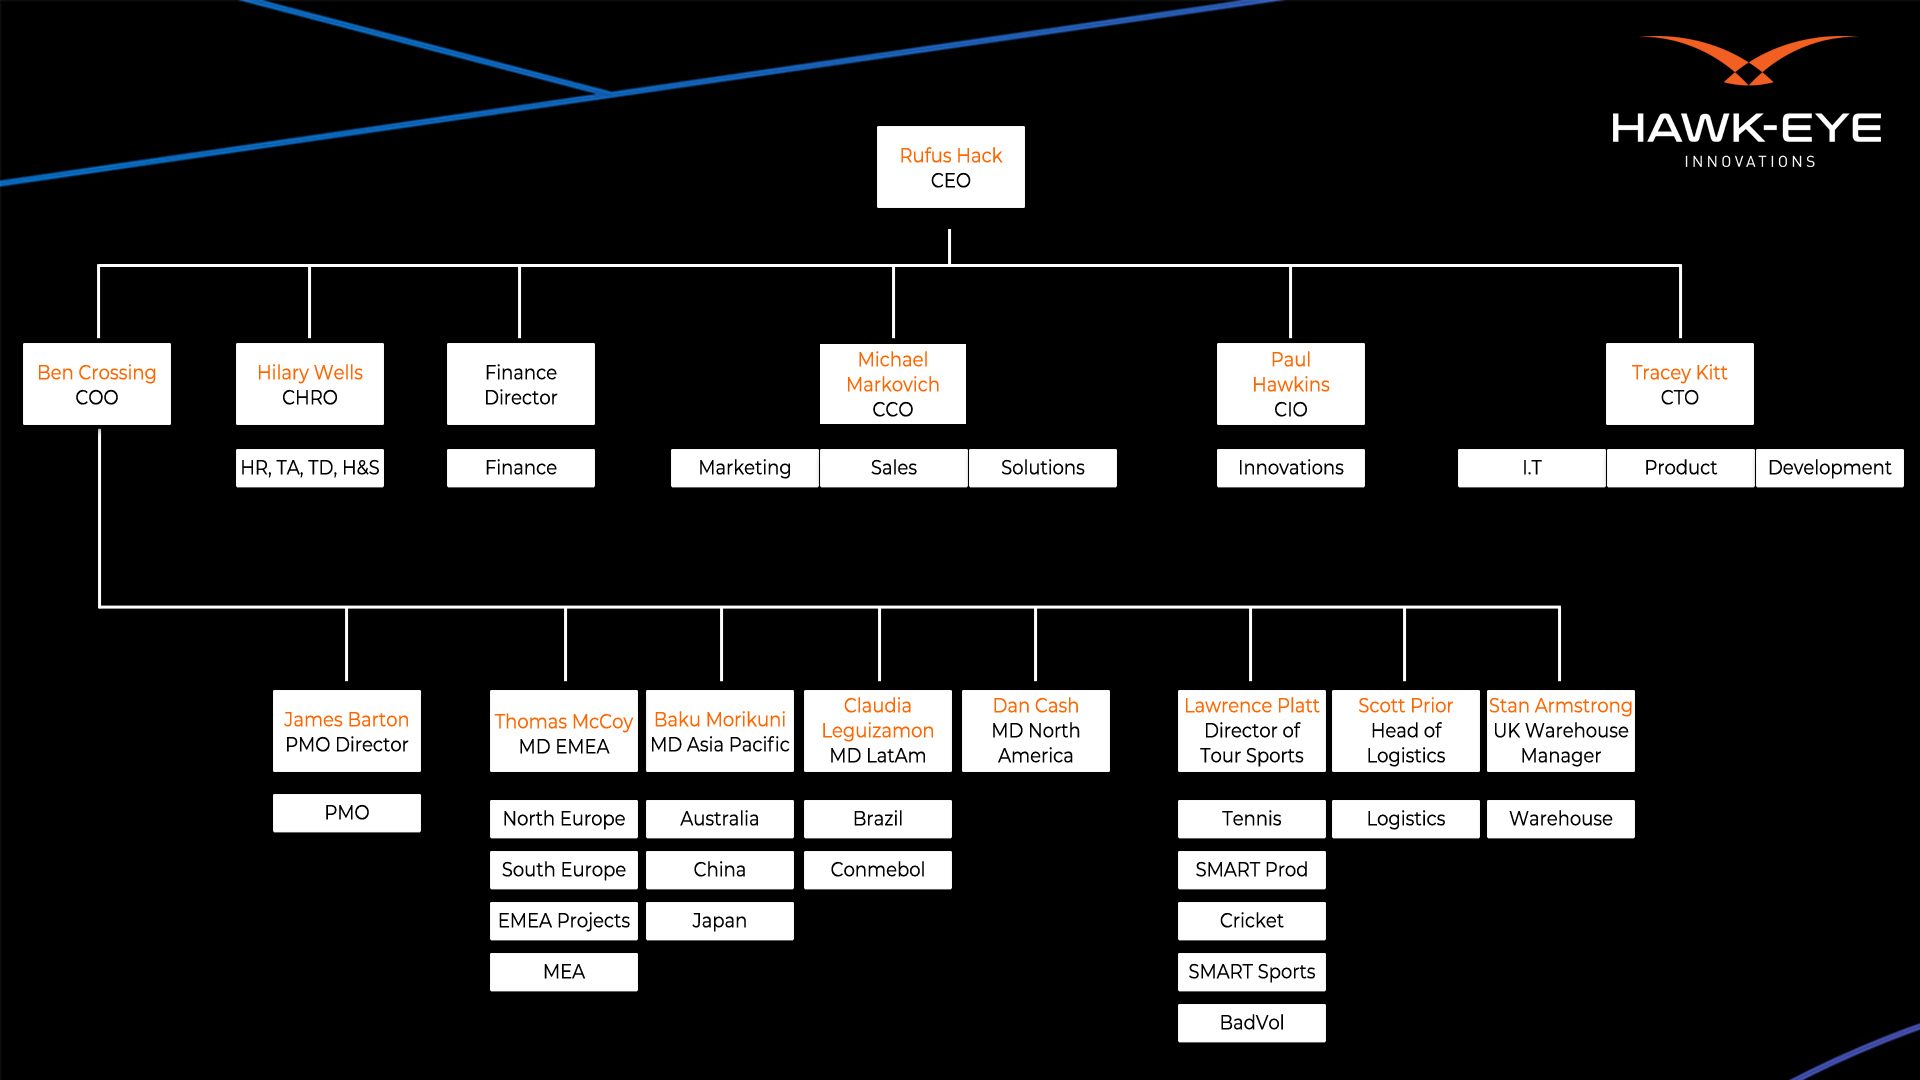 HAWK-EYE
INNOVATIONS
Rufus Hack
CEO
Ben Crossing
COO
Hilary Wells
CHRO
Finance
Director
Michael
Markovich
CCO
Paul
Hawkins
CIO
Tracey Kitt
CTO
HR, TA, TD, H&S
Finance
Marketing
Sales
Solutions
Innovations
I.T
Product
Development
James Barton
PMO Director
Thomas McCoy
MD EMEA
Baku Morikuni
MD Asia Pacific
Claudia
Leguizamon
MD LatAm
Dan Cash
MD North
America
Lawrence Platt
Director of
Tour Sports
Scott Prior
Head of
Logistics
Stan Armstrong
UK Warehouse
Manager
PMO
North Europe
South Europe
EMEA Projects
MEA
Australia
China
Japan
Brazil
Conmebol
Tennis
SMART Prod
Cricket
SMART Sports
BadVol
Logistics
Warehouse